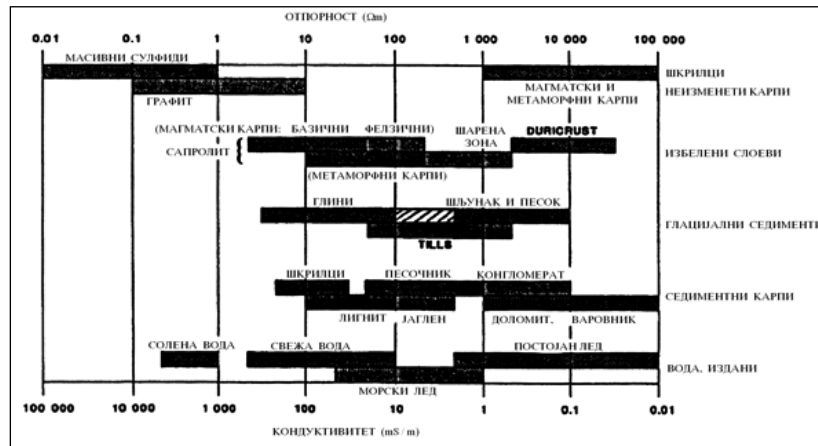 ОТПОРНОСТ (Ωm)
0.01 0.1 1 10 100 1 000 10 000 100 000
МАСИВНИ СУЛФИДИ
ШКРИЛЦИ
МАГМАТСКИ И
МЕТАМОРФНИ КАРПИ
НЕИЗМЕНЕТИ КАРПИ
ГРАФИТ
(МАГМАТСКИ КАРПИ: БАЗИЧНИ ФЕЛЗИЧНИ)
ШАРЕНА
ЗОНА
DURICRUST
САПРОЛИТ
ИЗБЕЛЕНИ СЛОЕВИ
(МЕТАМОРФНИ КАРПИ)
ГЛИНИ
ШЉУНАК И ПЕСОК
ГЛАЦИЈАЛНИ СЕДИМЕНТИ
TILLS
ШКРИЛЦИ ПЕСОЧНИК КОНГЛОМЕРАТ
СЕДИМЕНТНИ КАРПИ
ЛИГНИТ ЈАГЛЕН ДОЛОМИТ, ВАРОВНИК
СОЛЕНА ВОДА СВЕЖА ВОДА ПОСТОЈАН ЛЕД
ВОДА, ИЗДАНИ
МОРСКИ ЛЕД
100 000 10 000 1 000 100 10 1 0.1 0.01
КОНДУКТИВИТЕТ (mS/m)